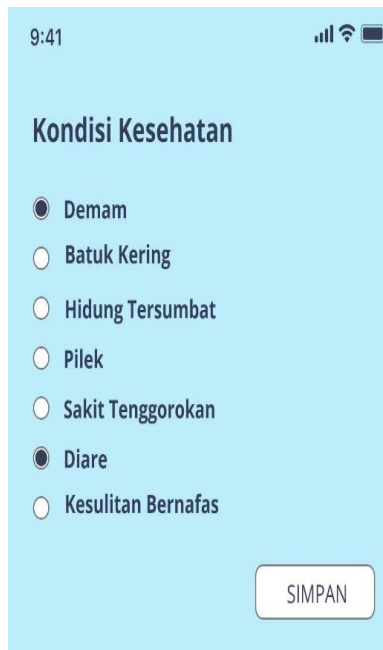 9:41
Kondisi Kesehatan
Demam
Batuk Kering
Hidung Tersumbat
Pilek
Sakit Tenggorokan
Diare
Kesulitan Bernafas
SIMPAN